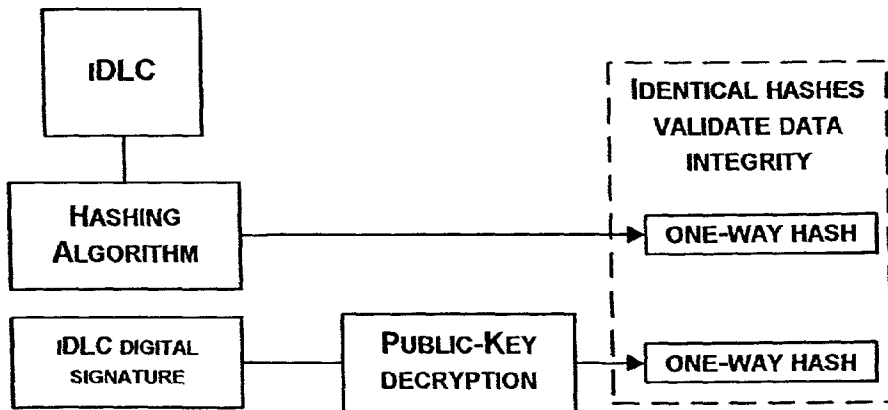 iDLC
IDENTICAL HASHES
VALIDATE DATA
INTEGRITY
HASHING
ALGORITHM
ONE-WAY HASH
iDLC DIGITAL
SIGNATURE
PUBLIC-KEY
DECRYPTION
ONE-WAY HASH